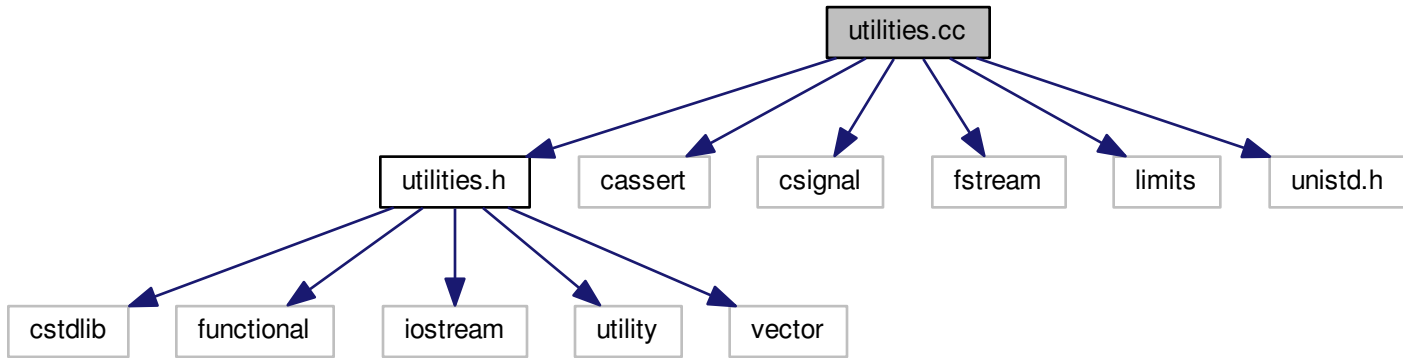 utilities.cc
utilities.h
cassert
csignal
fstream
limits
unistd.h
cstdlib
functional
iostream
utility
vector